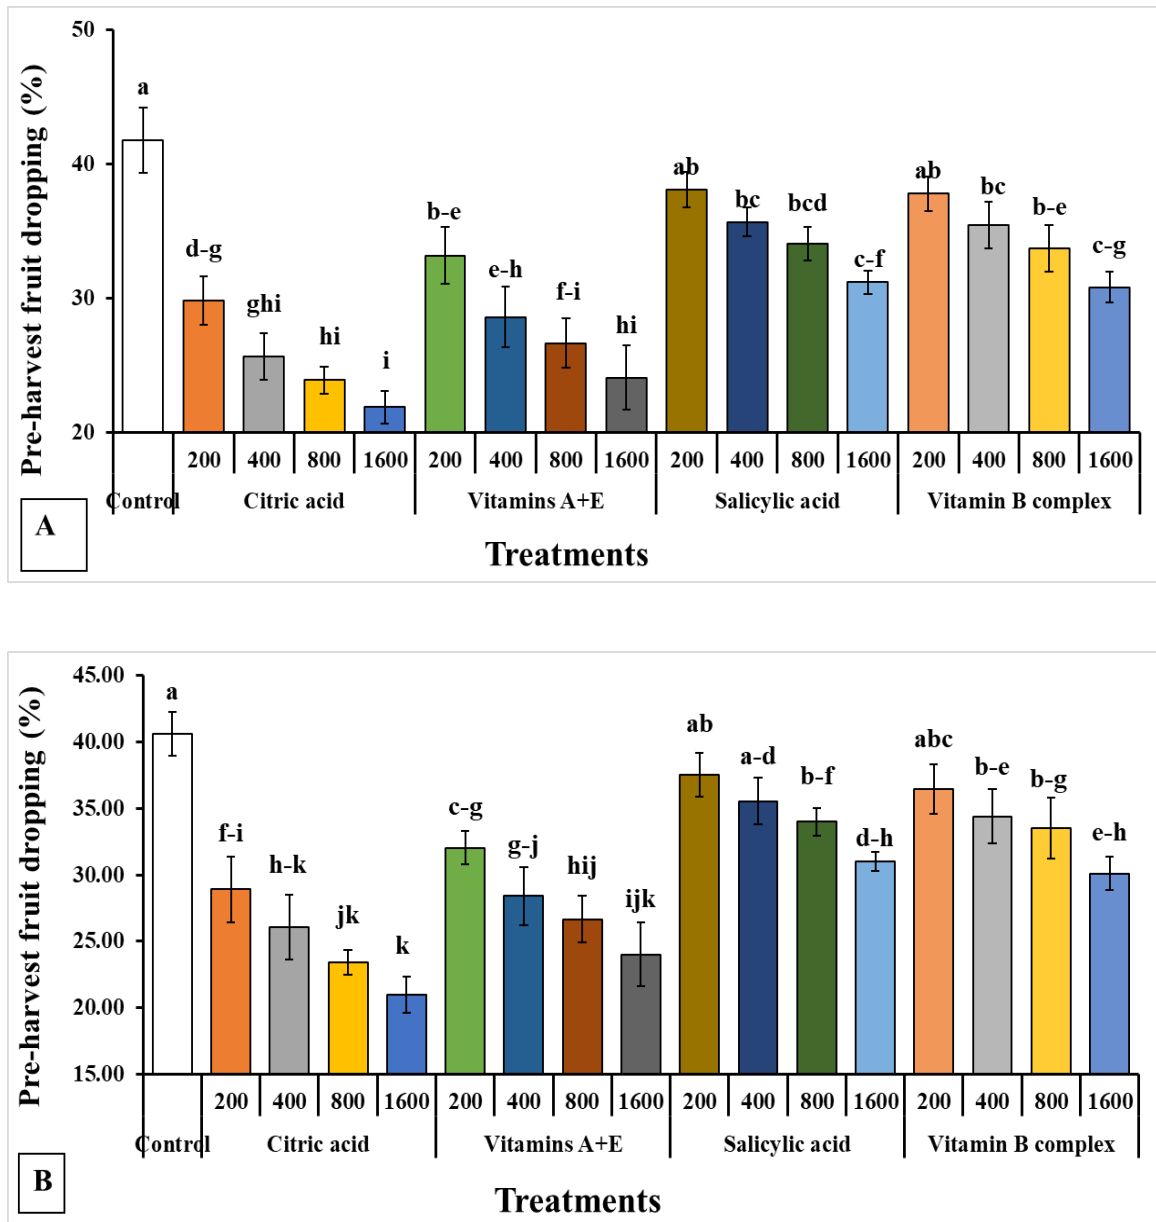 Pre-harvest fruit dropping (%)
50
40
30
20
a
d-g
ghi
hi
i
b-e
e-h
f-i
hi
ab
bc
bcd
c-f
ab
bc
b-e
c-g
200 400 800 1600 200 400 800 1600 200 400 800 1600 200 400 800 1600
Control Citric acid Vitamins A+E Salicylic acid Vitamin B complex
A
Treatments
Pre-harvest fruit dropping (%)
45.00
40.00
35.00
30.00
25.00
20.00
15.00
a
f-i
h-k
jk
k
c-g
g-j
hij
ijk
ab
a-d
b-f
d-h
abc
b-e
b-g
e-h
200 400 800 1600 200 400 800 1600 200 400 800 1600 200 400 800 1600
Control Citric acid Vitamins A+E Salicylic acid Vitamin B complex
B
Treatments